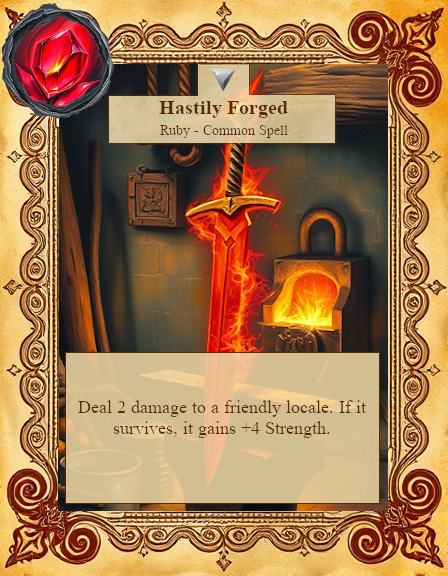 Hastily Forged
Ruby - Common Spell
Deal 2 damage to a friendly locale. If it
survives, it gains +4 Strength.